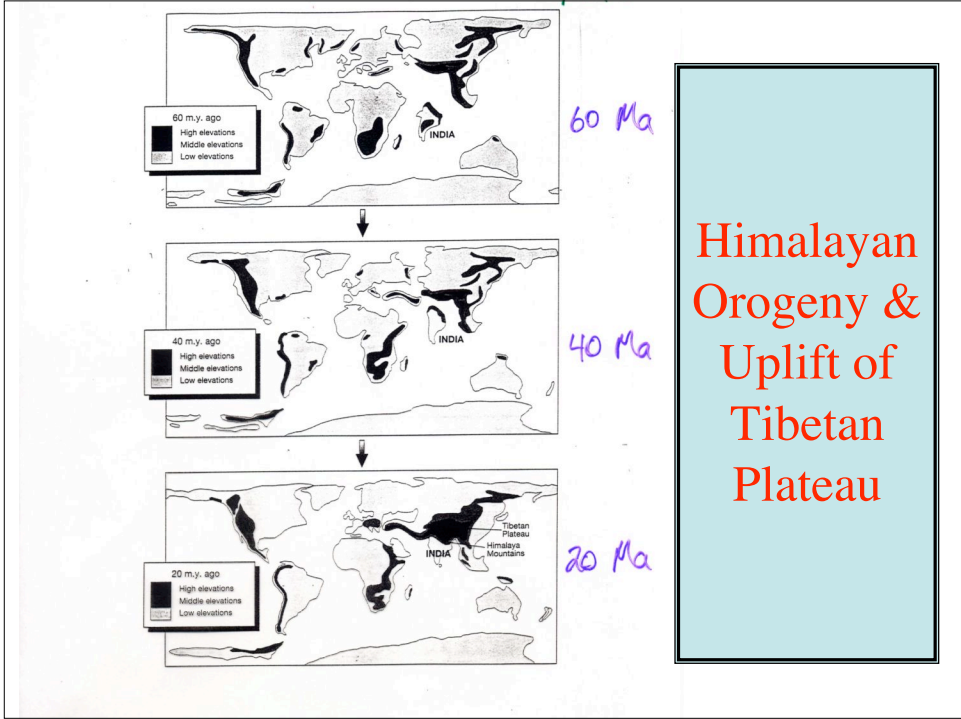 60 m.y. ago
High elevations
Middle elevations
Low elevations
INDIA
60 Ma
40 m.y. ago
High elevations
Middle elevations
Low elevations
INDIA
40 Ma
20 m.y. ago
High elevations
Middle elevations
Low elevations
Tibetan
Plateau
INDIA
Himalaya
Mountains
20 Ma
Himalayan
Orogeny &
Uplift of
Tibetan
Plateau